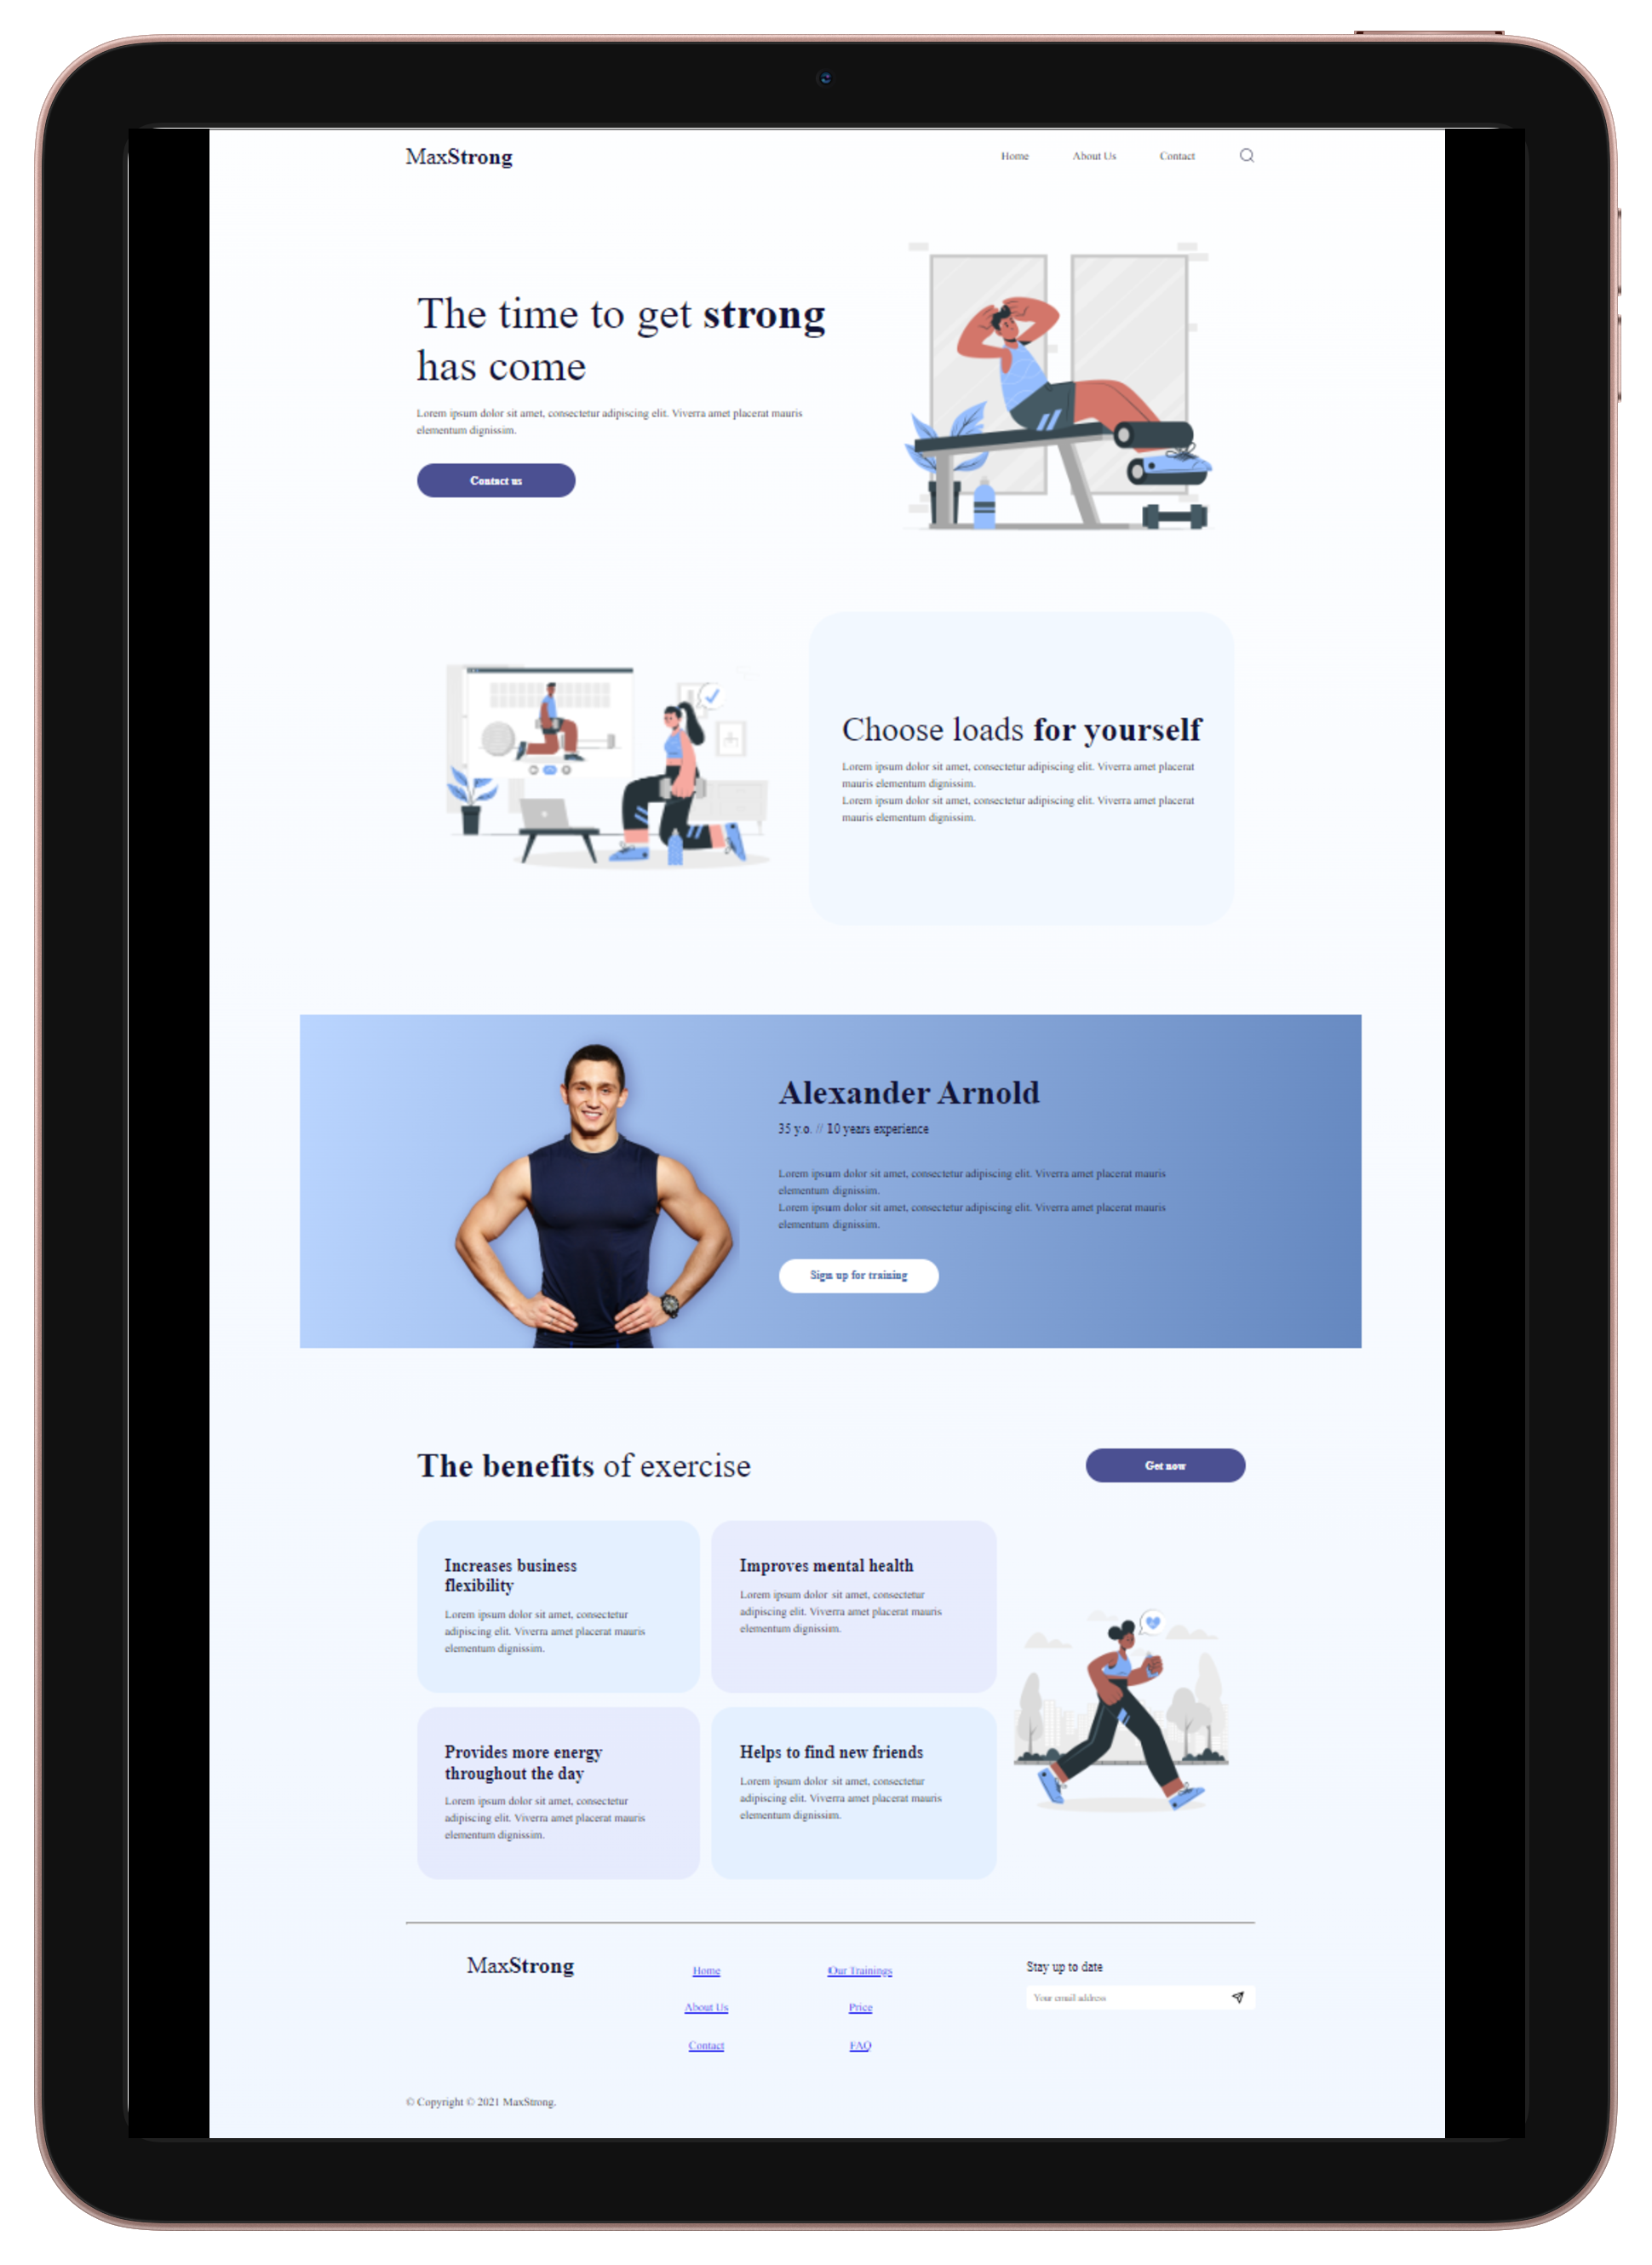 MaxStrong
Home About Us Contact
The time to get strong
has come
Lorem ipsum dolor sit amet, consectetur adipiscing elit. Viverra amet placerat mauris
elementum dignissim.
Contact us
Choose loads for yourself
Lorem ipsum dolor sit amet, consectetur adipiscing elit. Viverra amet placerat
mauris elementum dignissim.
Lorem ipsum dolor sit amet, consectetur adipiscing elit. Viverra amet placerat
mauris elementum dignissim.
Alexander Arnold
35 y.o. // 10 years experience
Lorem ipsum dolor sit amet, consectetur adipiscing elit. Viverra amet placerat mauris
elementum dignissim.
Lorem ipsum dolor sit amet, consectetur adipiscing elit. Viverra amet placerat mauris
elementum dignissim.
Sign up for training
The benefits of exercise
Get now
Increases business
flexibility
Lorem ipsum dolor sit amet, consectetur
adipiscing elit. Viverra amet placerat mauris
elementum dignissim.
Improves mental health
Lorem ipsum dolor sit amet, consectetur
adipiscing elit. Viverra amet placerat mauris
elementum dignissim.
Provides more energy
throughout the day
Lorem ipsum dolor sit amet, consectetur
adipiscing elit. Viverra amet placerat mauris
elementum dignissim.
Helps to find new friends
Lorem ipsum dolor sit amet, consectetur
adipiscing elit. Viverra amet placerat mauris
elementum dignissim.
MaxStrong
Home
About Us
Contact
Our Trainings
Price
FAQ
Stay up to date
Your email address
© Copyright © 2021 MaxStrong.